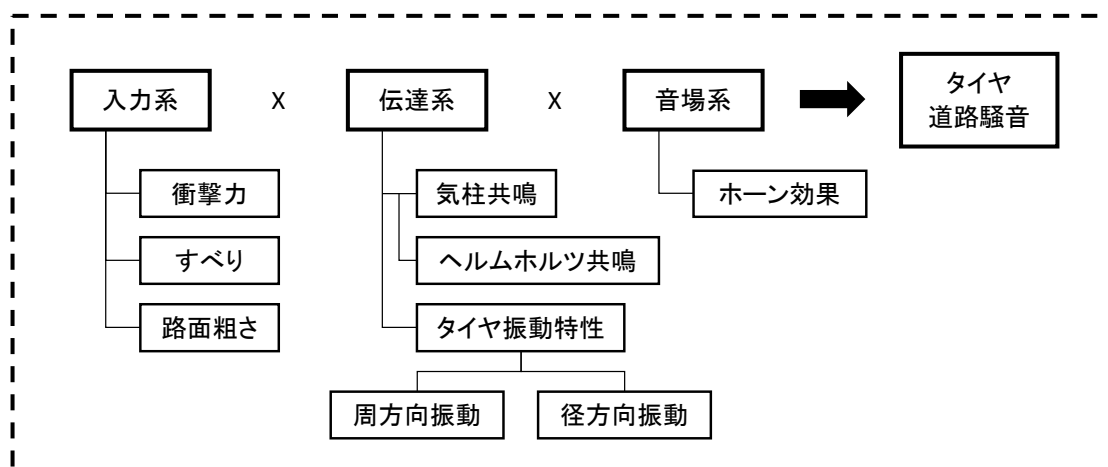 入力系
X
伝達系
X
音場系
タイヤ
道路騒音
衝撃力
すべり
路面粗さ
気柱共鳴
ヘルムホルツ共鳴
タイヤ振動特性
周方向振動
径方向振動
ホーン効果